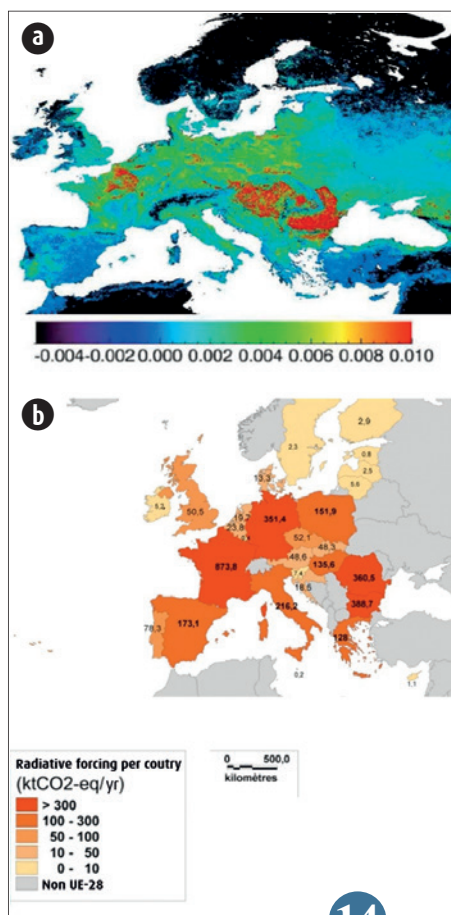 a
-0.004-0.002 0.000 0.002 0.004 0.006 0.008 0.010
b
2,9
2,3
0,8
2,5
5,6
13,3
50,5
19,2
23,8
351,4
151,9
52,1
48,3
48,6
135,6
873,8
7,4
18,5
360,5
388,7
216,2
173,1
78,3
128
0,2
1,1
Radiative forcing per coutry
(ktCO2-eq/yr)
> 300
100 - 300
50 - 100
10 - 50
0 - 10
Non UE-28
0 500,0
kilomètres
14